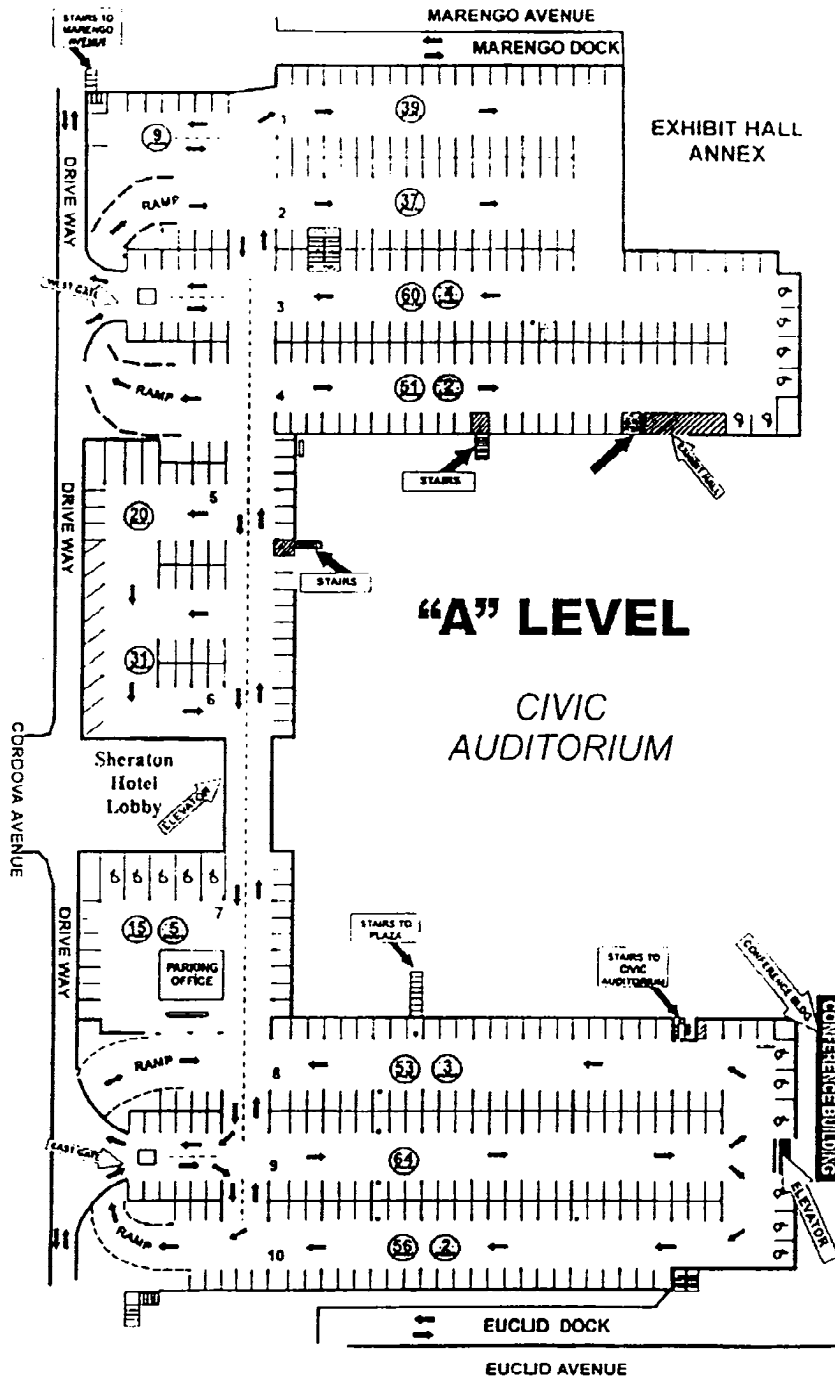 MARENGO AVENUE
STAIRS TO
MARENGO
AVENUE
MARENGO DOCK
1
39
9
EXHIBIT HALL
ANNEX
DRIVE WAY
RAMP
37
2
WEST GATE
60 4
3
RAMP
51 2
4
STAIRS
EXHIBIT HALL
5
DRIVE WAY
20
STAIRS
"A" LEVEL
31
6
CIVIC
AUDITORIUM
CORDOVA AVENUE
Sheraton
Hotel
Lobby
ELEVATOR
7
DRIVE WAY
15 5
STAIRS TO
PLAZA
PARKING
OFFICE
STAIRS TO
CIVIC
AUDITORIUM
CONFERENCE BLDG
CONFERENCE BUILDING
RAMP
53 3
8
EAST GATE
64
9
ELEVATOR
RAMP
56 2
10
EUCLID DOCK
EUCLID AVENUE